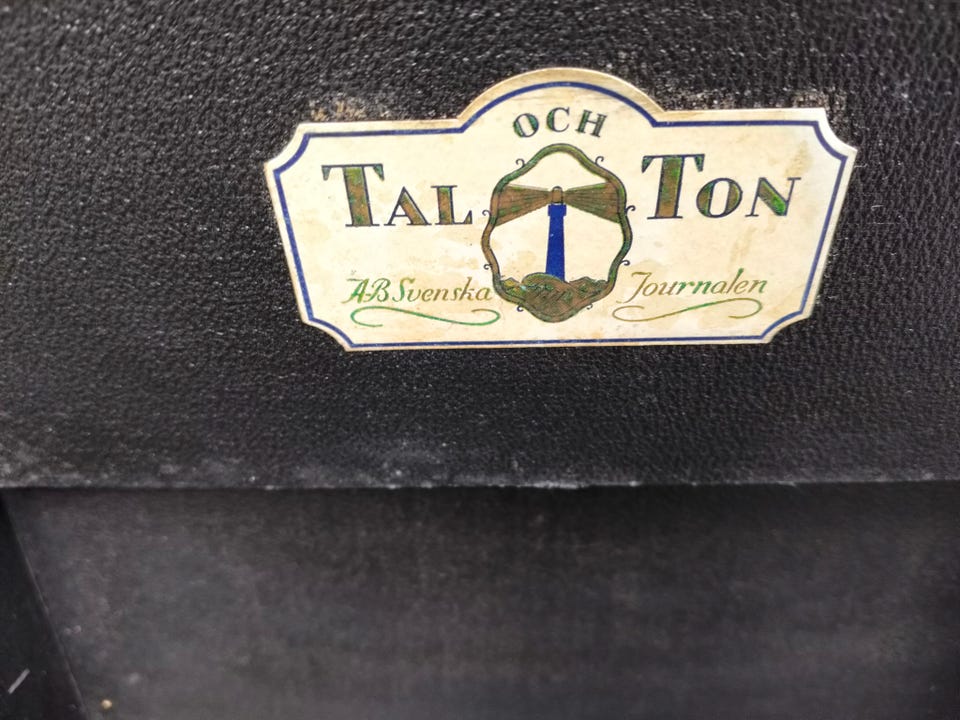 OCH
TAL TON
A-B Svenska Journalen